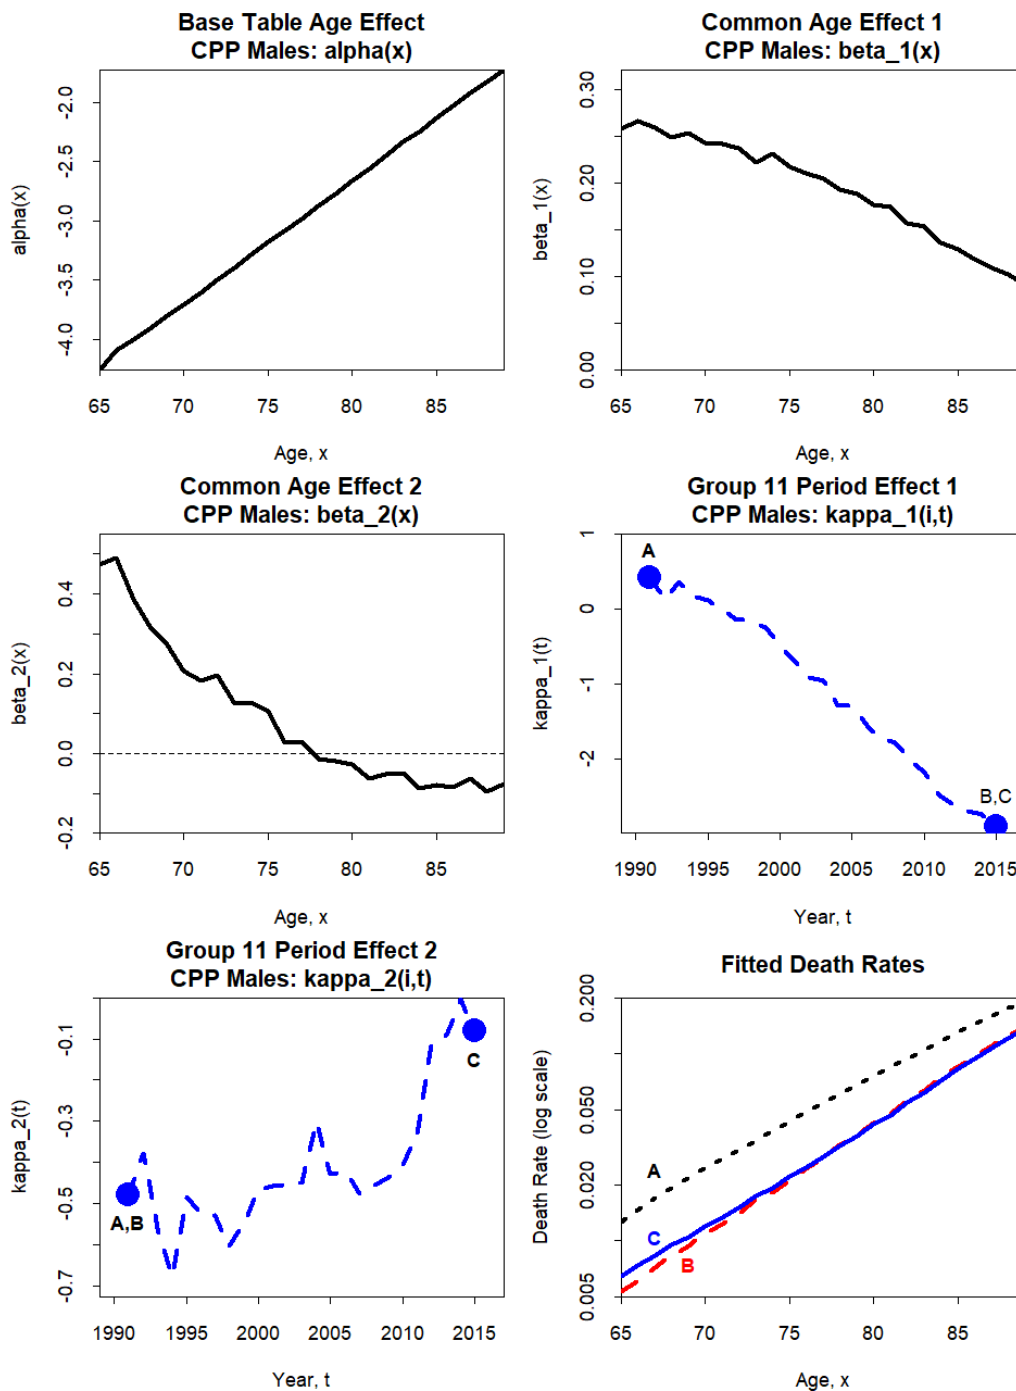 Base Table Age Effect
CPP Males: alpha(x)
alpha(x)
-2.0
-2.5
-3.0
-3.5
-4.0
65 70 75 80 85
Age, x
Common Age Effect 1
CPP Males: beta_1(x)
beta_1(x)
0.30
0.20
0.10
0.00
65 70 75 80 85
Age, x
Common Age Effect 2
CPP Males: beta_2(x)
beta_2(x)
0.4
0.2
0.0
-0.2
65 70 75 80 85
Age, x
Group 11 Period Effect 1
CPP Males: kappa_1(i,t)
kappa_1(t)
1
0
-1
-2
A
B,C
1990 1995 2000 2005 2010 2015
Year, t
Group 11 Period Effect 2
CPP Males: kappa_2(i,t)
kappa_2(t)
-0.1
-0.3
-0.5
-0.7
A,B
C
1990 1995 2000 2005 2010 2015
Year, t
Fitted Death Rates
Death Rate (log scale)
0.200
0.050
0.020
0.005
A
C
B
65 70 75 80 85
Age, x